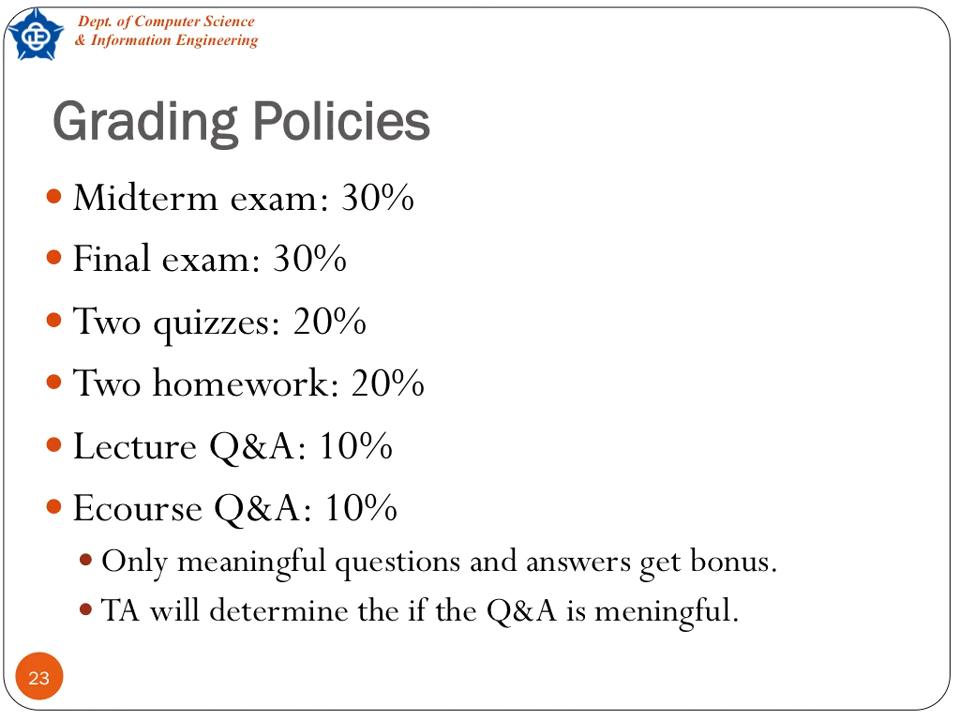 Dept. of Computer Science
& Information Engineering
Grading Policies
• Midterm exam: 30%
• Final exam: 30%
• Two quizzes: 20%
• Two homework: 20%
• Lecture Q&A: 10%
• Ecourse Q&A: 10%
• Only meaningful questions and answers get bonus.
• TA will determine the if the Q&A is meningful.
23